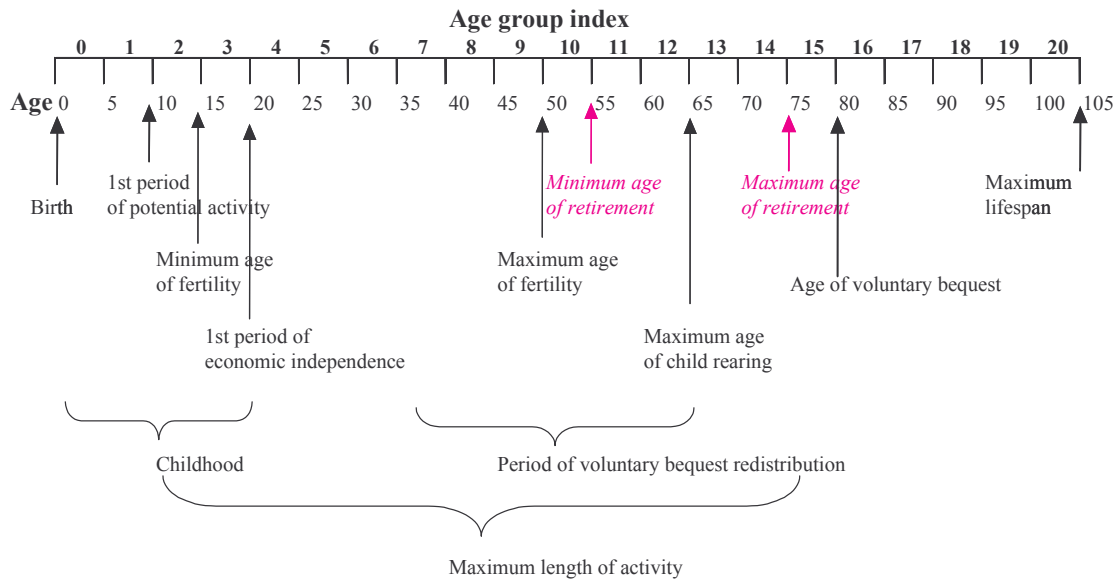 Age group index
0 1 2 3 4 5 6 7 8 9 10 11 12 13 14 15 16 17 18 19 20
Age 0 5 10 15 20 25 30 35 40 45 50 55 60 65 70 75 80 85 90 95 100 105
Birth
1st period
of potential activity
Minimum age
of fertility
1st period of
economic independence
Maximum age
of fertility
Minimum age
of retirement
Maximum age
of child rearing
Maximum age
of retirement
Age of voluntary bequest
Maximum
lifespan
Childhood
Period of voluntary bequest redistribution
Maximum length of activity